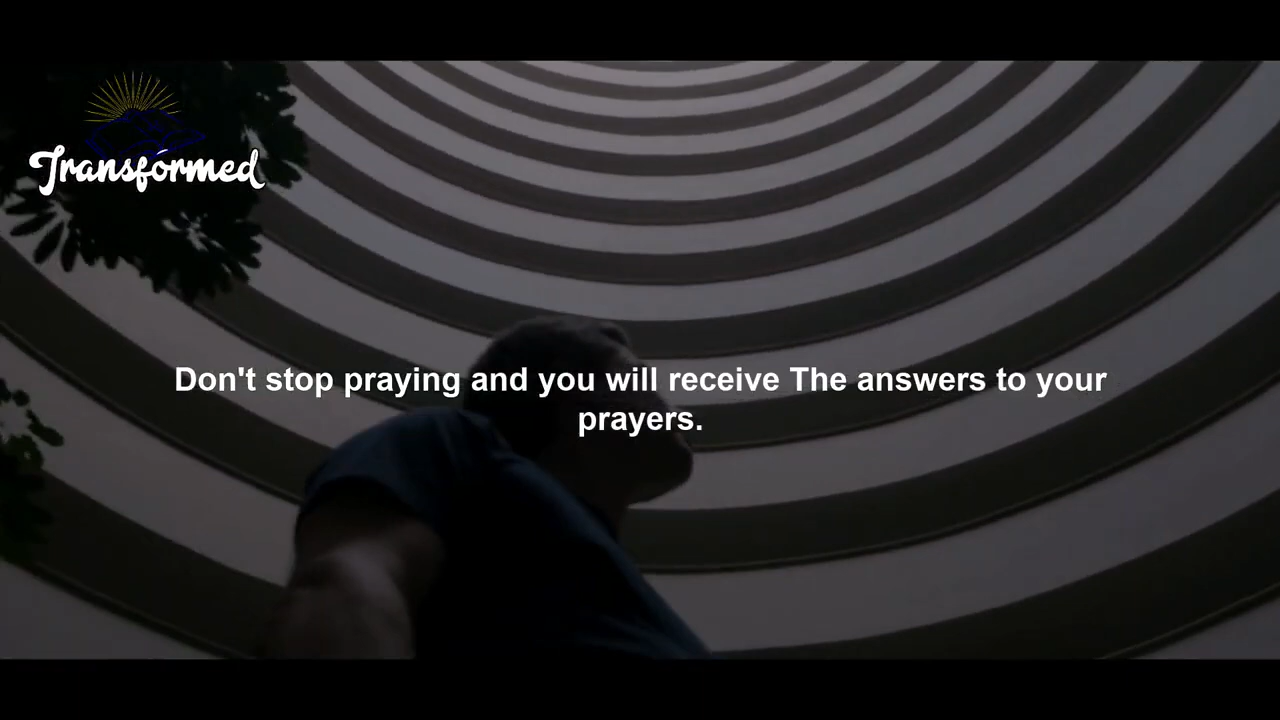 Transformed
Don't stop praying and you will receive The answers to your
prayers.